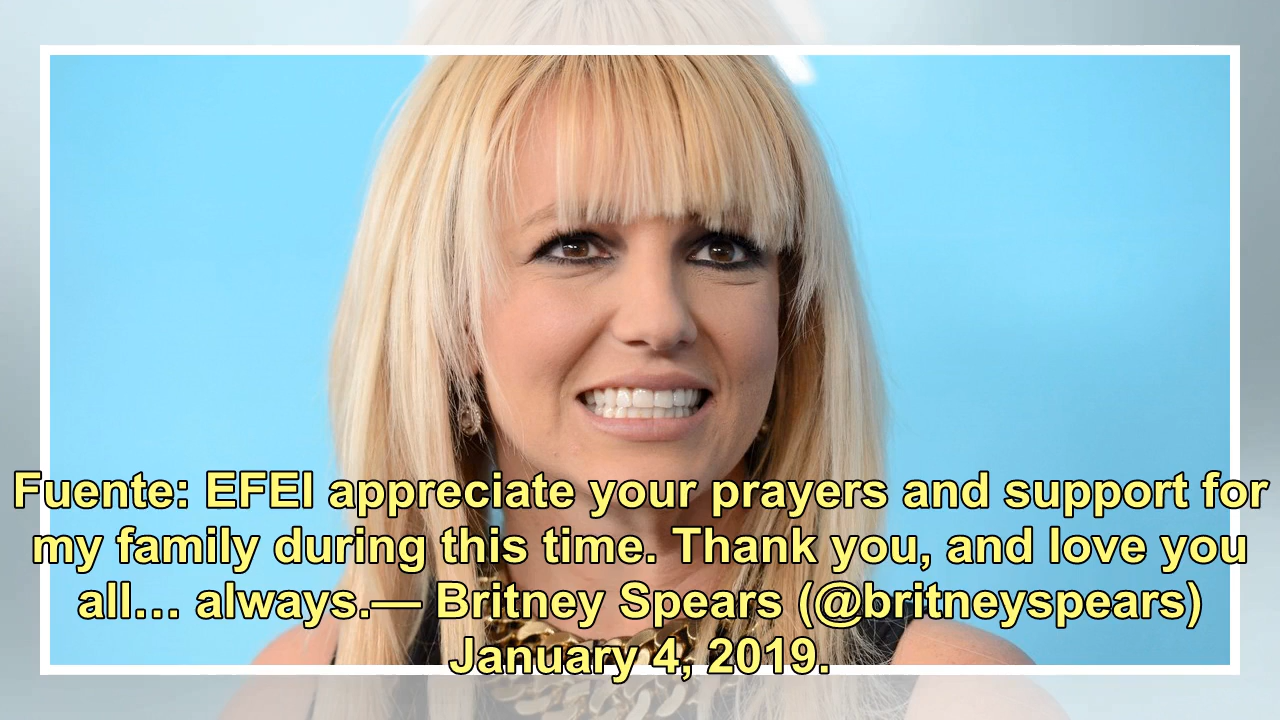 Fuente: EFEI appreciate your prayers and support for
my family during this time. Thank you, and love you
all… always.— Britney Spears (@britneyspears)
January 4, 2019.